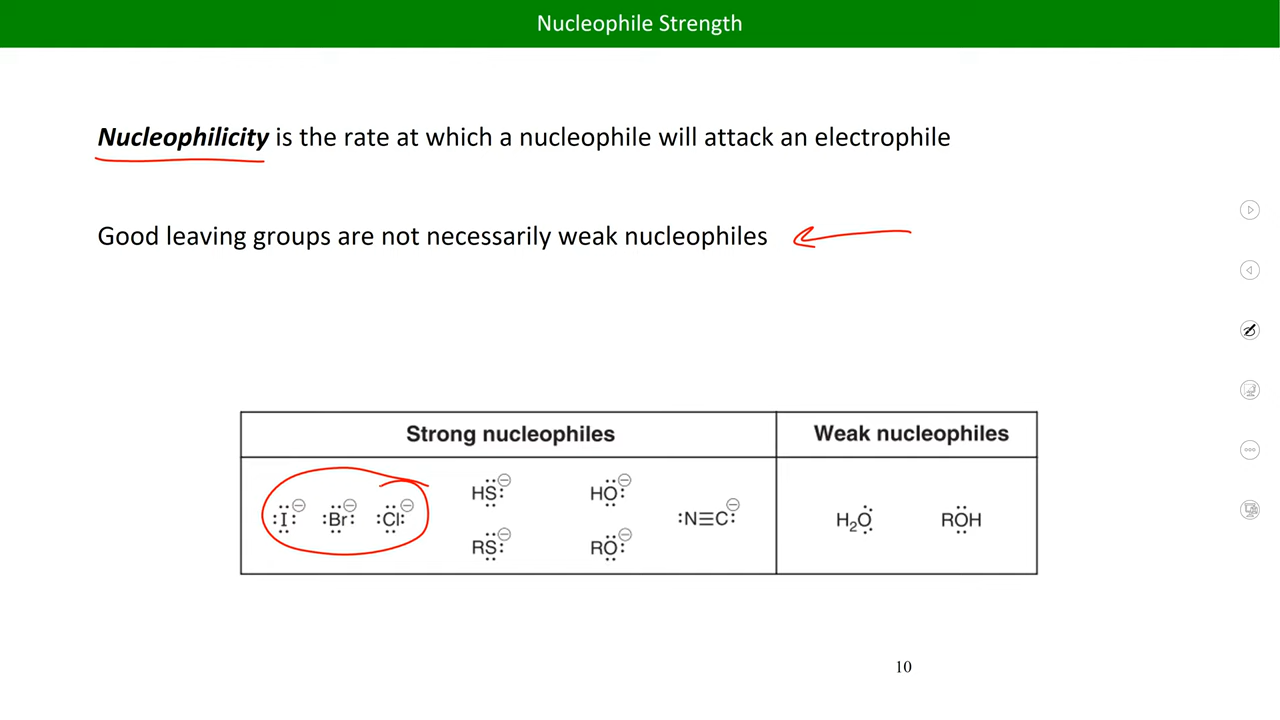 Nucleophile Strength
Nucleophilicity is the rate at which a nucleophile will attack an electrophile
Good leaving groups are not necessarily weak nucleophiles
Strong nucleophiles
Weak nucleophiles
:I:⊖ :Br:⊖ :Cl:⊖
HS:⊖
RS:⊖
HO:⊖
RO:⊖
:N≡C:⊖
H₂O
ROH
10